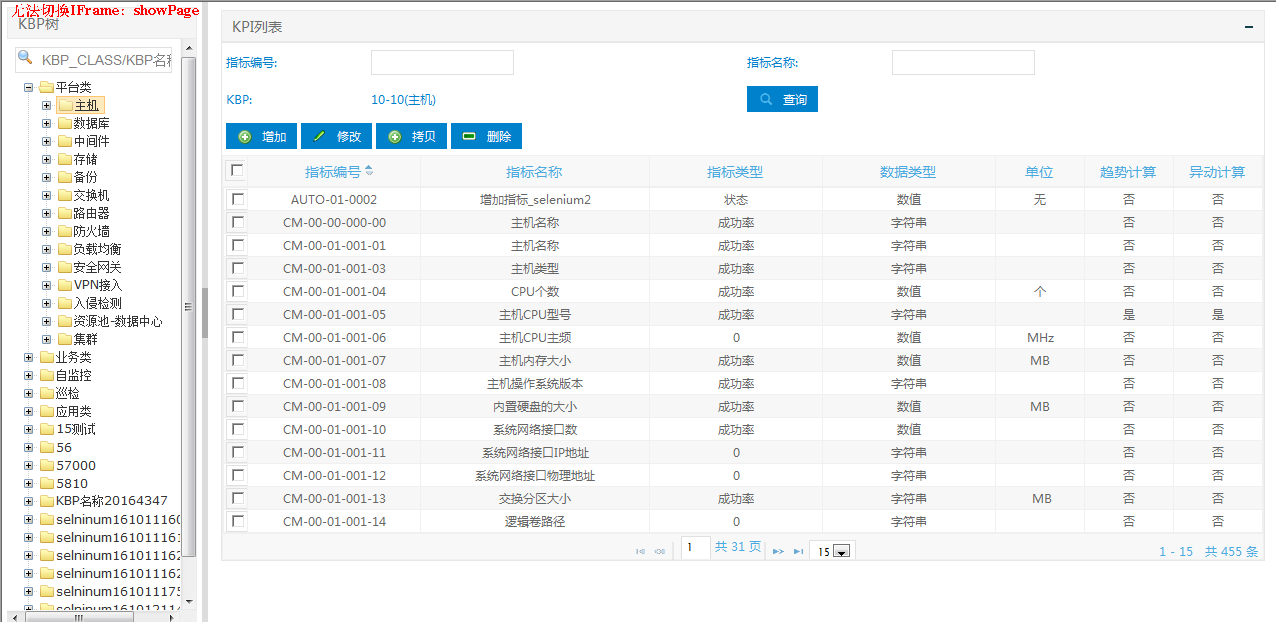 无法切换IFrame: showPage
KBP树
KBP_CLASS/KBP名称
平台类
主机
数据库
中间件
存储
备份
交换机
路由器
防火墙
负载均衡
安全网关
VPN接入
入侵检测
资源池-数据中心
集群
业务类
自监控
巡检
应用类
15测试
56
57000
5810
KBP名称20164347
selninum16101116
selninum16101116
selninum161011162
selninum161011162
selninum161011175
selninum16101211
KPI列表
指标编号: 指标名称:
KBP: 10-10(主机) 查询
增加 修改 拷贝 删除
指标编号 指标名称 指标类型 数据类型 单位 趋势计算 异动计算
AUTO-01-0002 增加指标_selenium2 状态 数值 无 否 否
CM-00-00-000-00 主机名称 成功率 字符串 否 否
CM-00-01-001-01 主机名称 成功率 字符串 否 否
CM-00-01-001-03 主机类型 成功率 字符串 否 否
CM-00-01-001-04 CPU个数 成功率 数值 个 否 否
CM-00-01-001-05 主机CPU型号 成功率 字符串 是 是
CM-00-01-001-06 主机CPU主频 0 数值 MHz 否 否
CM-00-01-001-07 主机内存大小 成功率 数值 MB 否 否
CM-00-01-001-08 主机操作系统版本 成功率 字符串 否 否
CM-00-01-001-09 内置硬盘的大小 成功率 数值 MB 否 否
CM-00-01-001-10 系统网络接口数 成功率 数值 否 否
CM-00-01-001-11 系统网络接口IP地址 0 字符串 否 否
CM-00-01-001-12 系统网络接口物理地址 0 字符串 否 否
CM-00-01-001-13 交换分区大小 成功率 字符串 MB 否 否
CM-00-01-001-14 逻辑卷路径 0 字符串 否 否
1 共 31 页 15 1 - 15 共 455 条